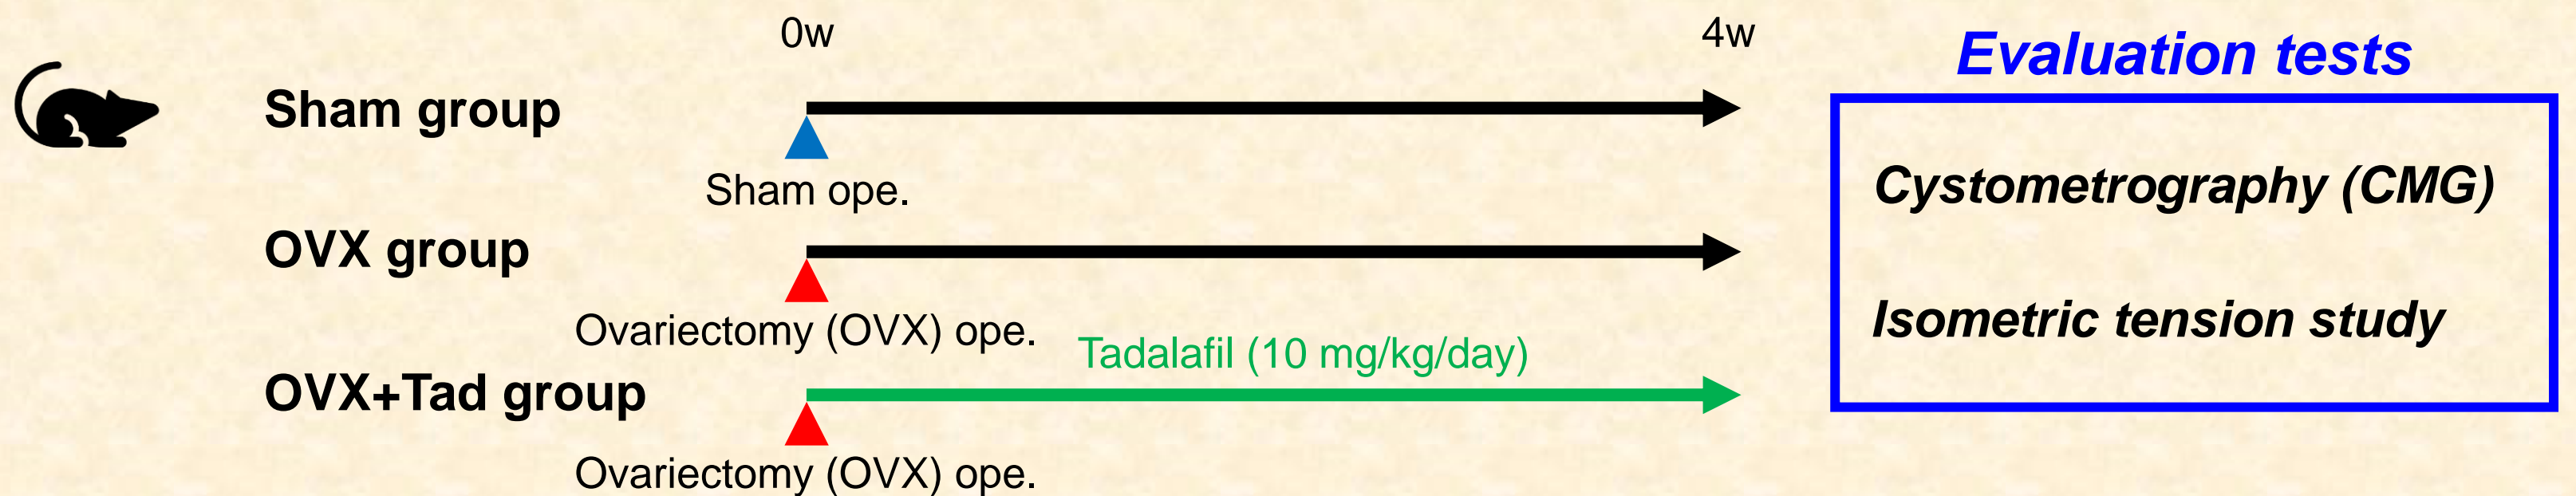 0w
4w
Evaluation tests
Sham group
Sham ope.
Cystometrography (CMG)
OVX group
Ovariectomy (OVX) ope.
Isometric tension study
Tadalafil (10 mg/kg/day)
OVX+Tad group
Ovariectomy (OVX) ope.